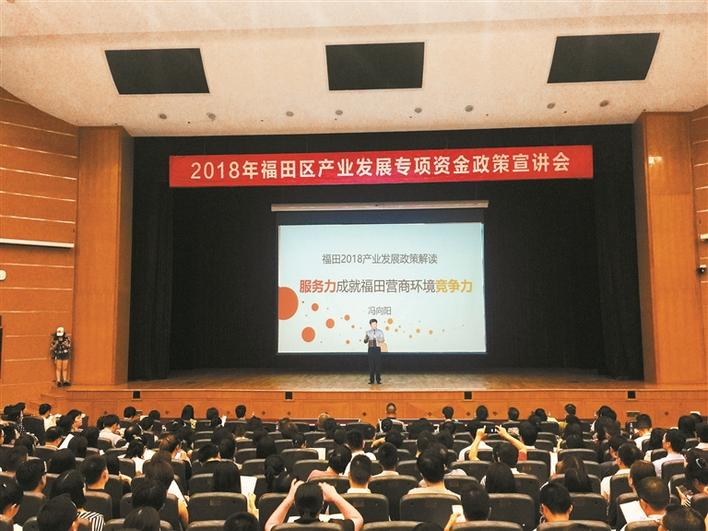 2018年福田区产业发展专项资金政策宣讲会
福田2018产业发展政策解读
服务力成就福田营商环境竞争力
冯向阳